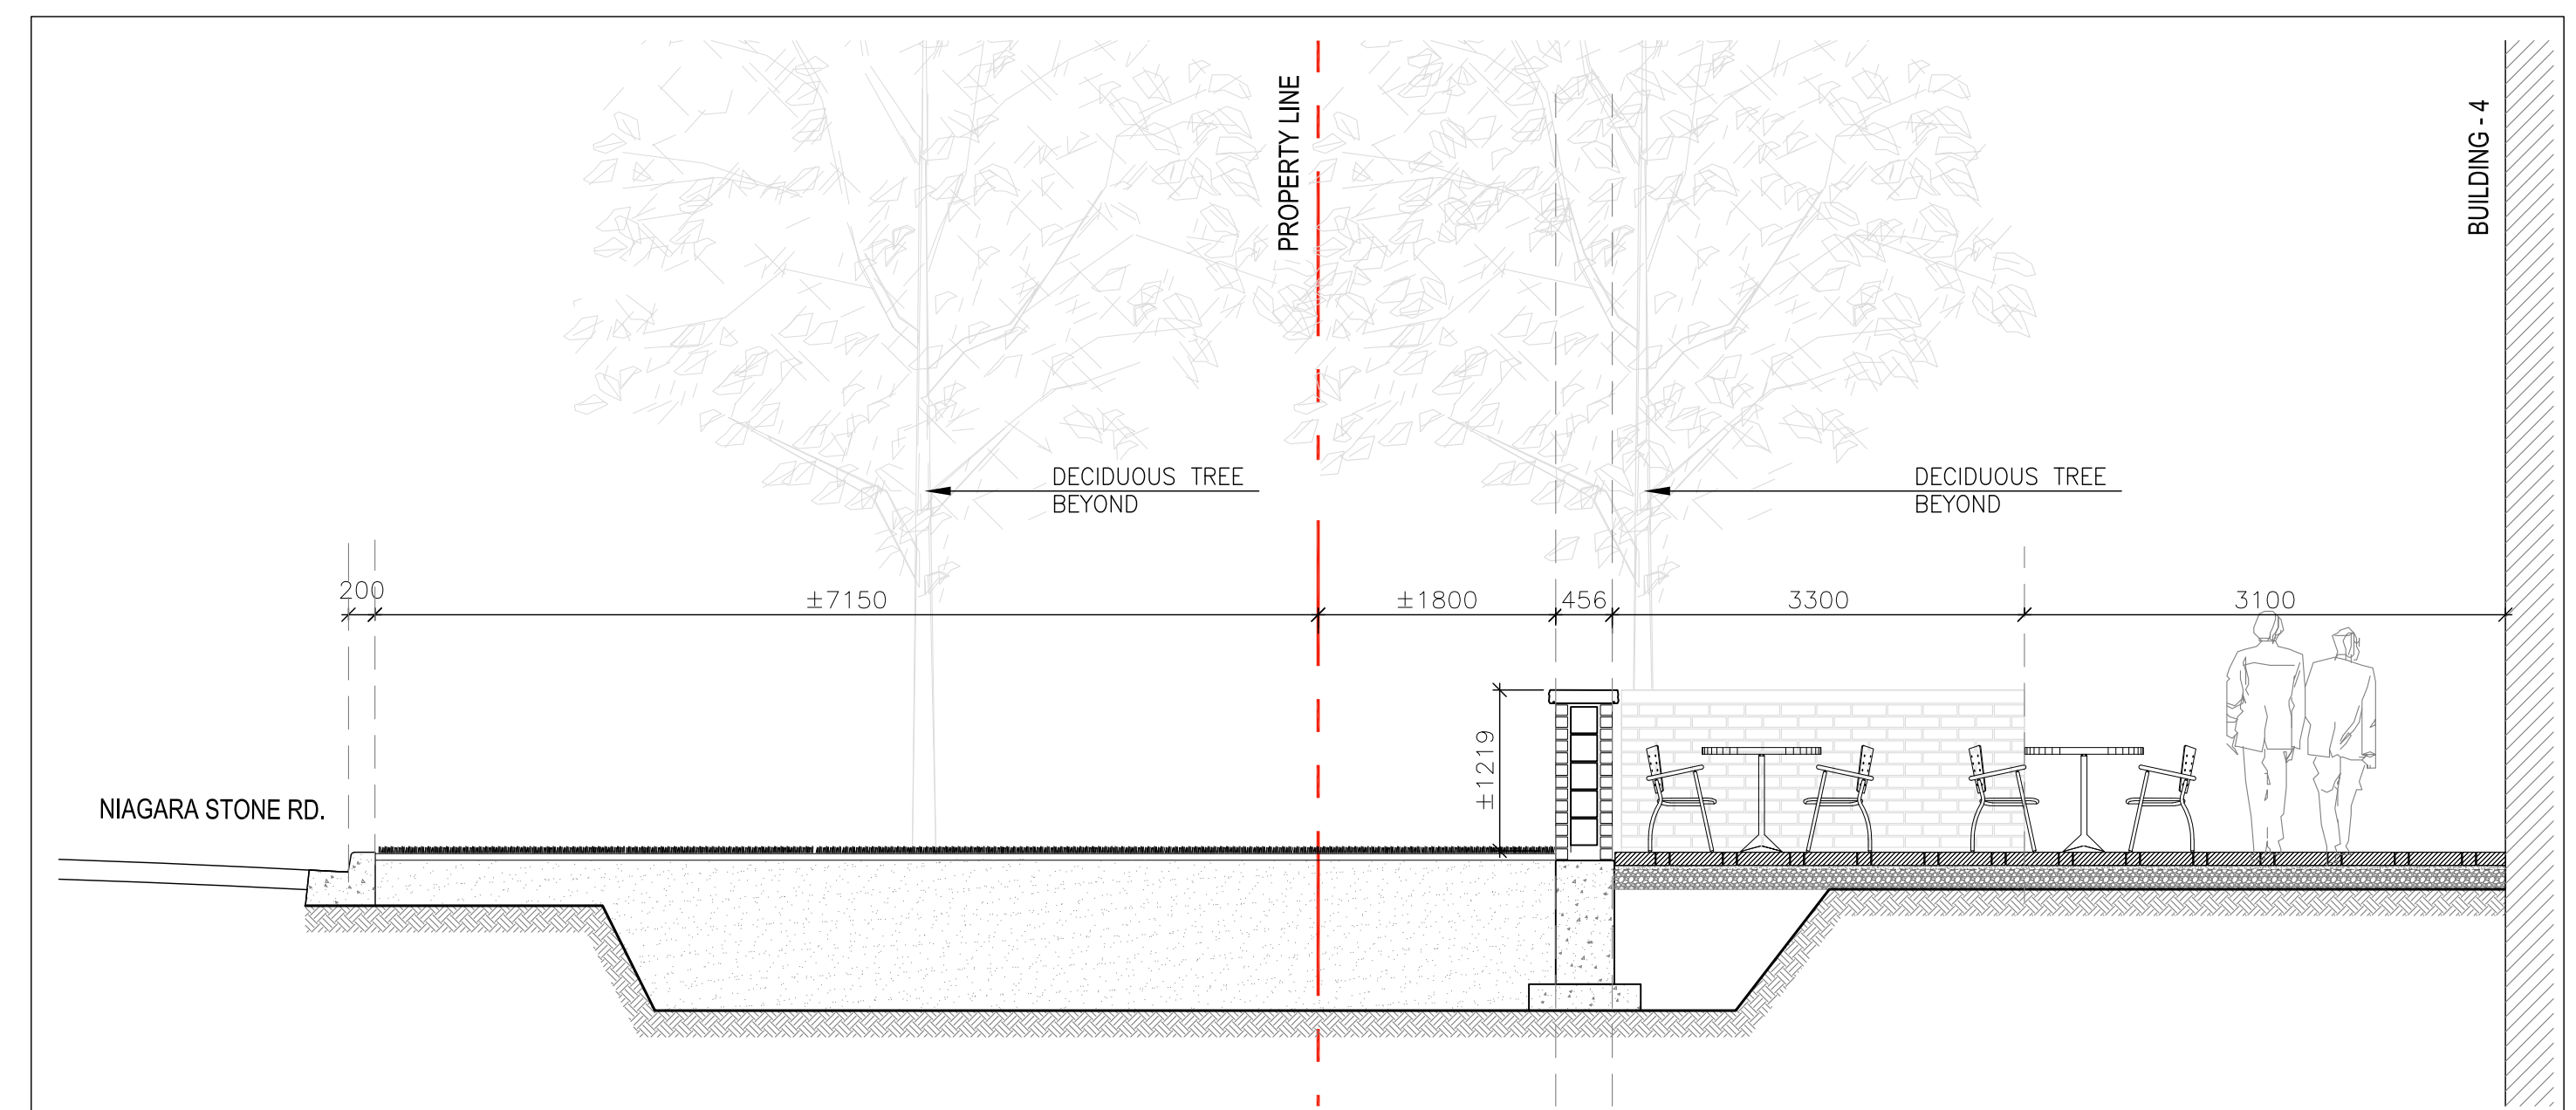 PROPERTY LINE
BUILDING - 4
DECIDUOUS TREE
BEYOND
DECIDUOUS TREE
BEYOND
200
±7150
±1800
456
3300
3100
±1219
NIAGARA STONE RD.